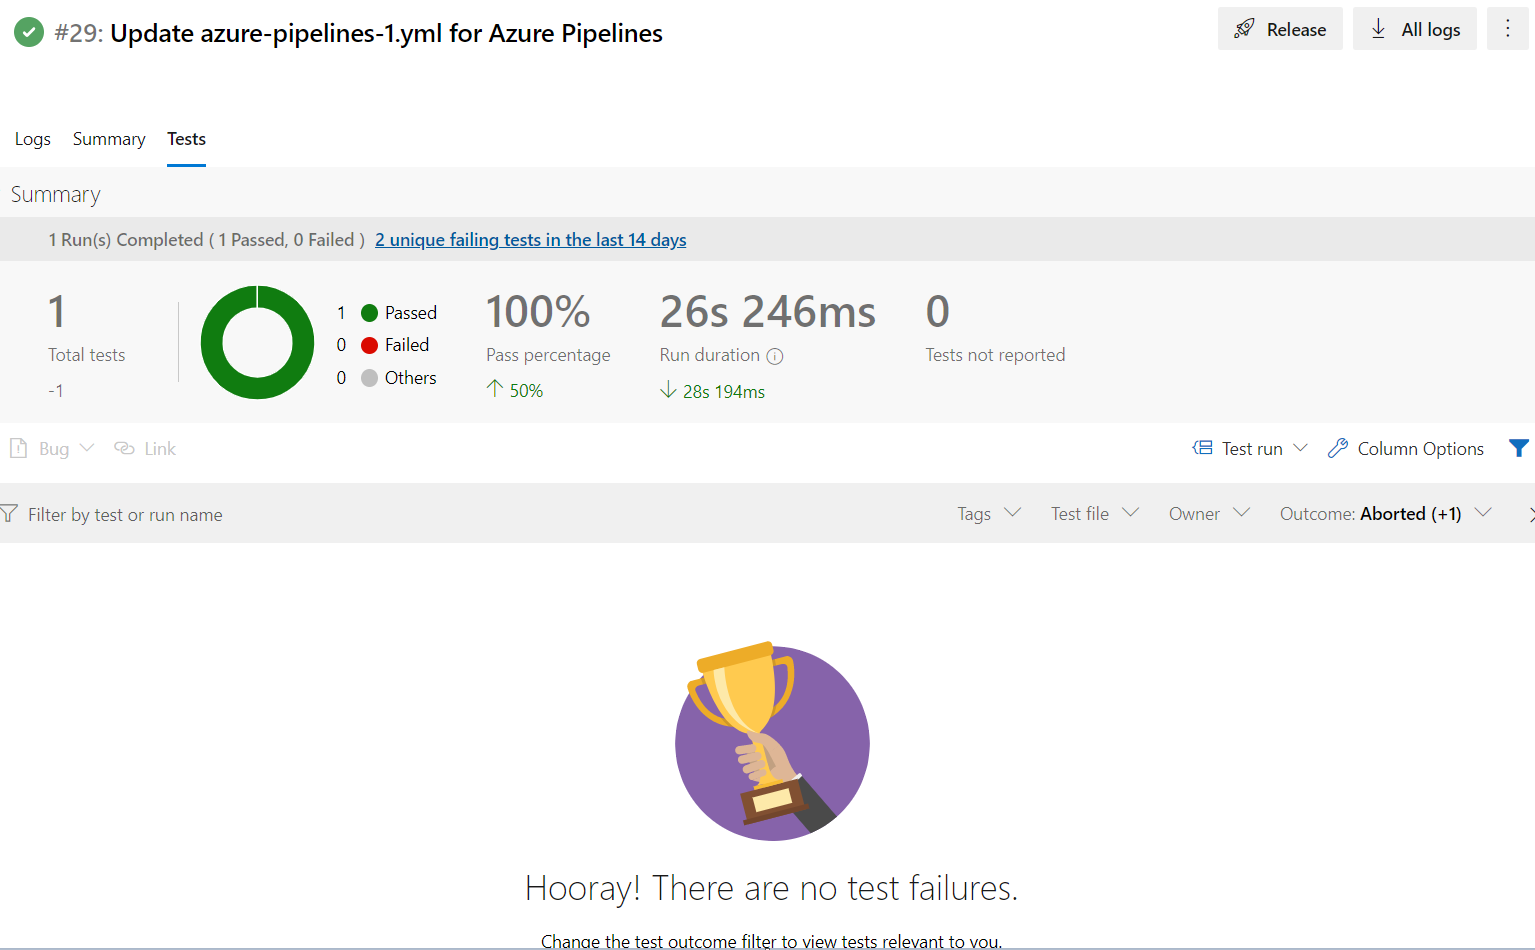 #29: Update azure-pipelines-1.yml for Azure Pipelines
Release
All logs
Logs
Summary
Tests
Summary
1 Run(s) Completed ( 1 Passed, 0 Failed ) 2 unique failing tests in the last 14 days
1
Total tests
-1
1 Passed
0 Failed
0 Others
100%
Pass percentage
50%
26s 246ms
Run duration
28s 194ms
0
Tests not reported
Bug
Link
Test run
Column Options
Filter by test or run name
Tags
Test file
Owner
Outcome: Aborted (+1)
Hooray! There are no test failures.
Change the test outcome filter to view tests relevant to you.